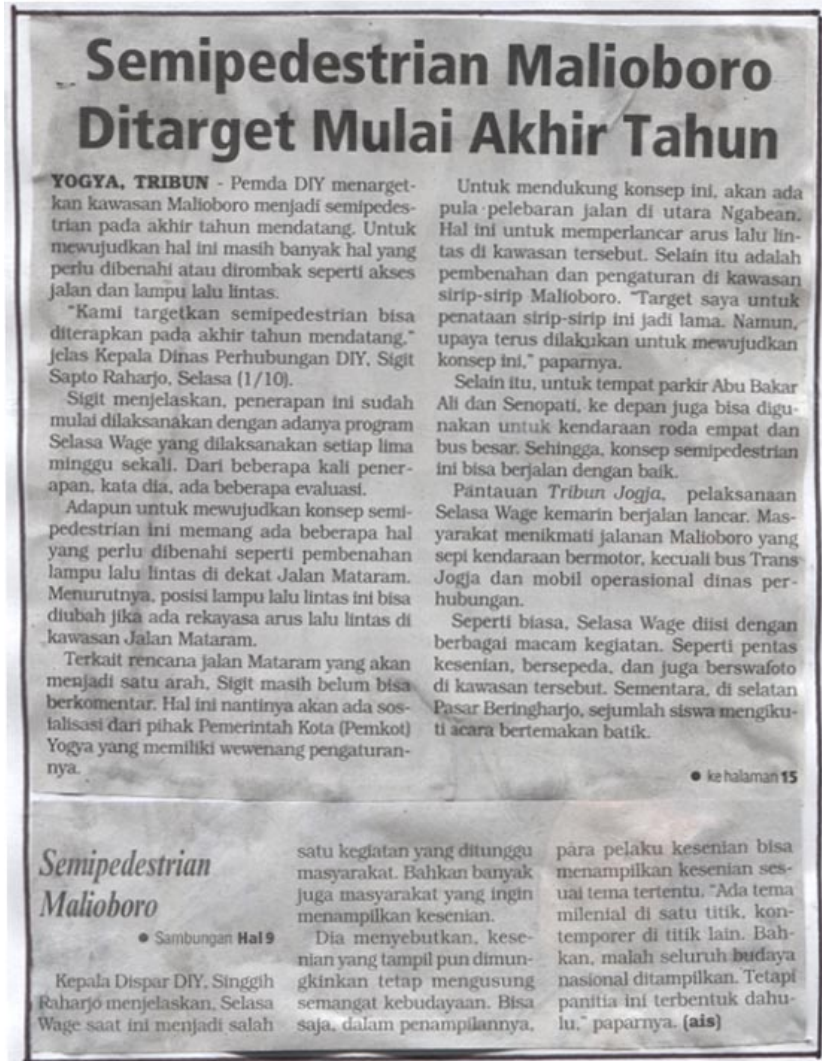 Semipedestrian Malioboro
Ditarget Mulai Akhir Tahun
YOGYA, TRIBUN - Pemda DIY menarget-
kan kawasan Malioboro menjadi semipedes-
trian pada akhir tahun mendatang. Untuk
mewujudkan hal ini masih banyak hal yang
perlu dibenahi atau dirombak seperti akses
jalan dan lampu lalu lintas.
"Kami targetkan semipedestrian bisa
diterapkan pada akhir tahun mendatang,"
jelas Kepala Dinas Perhubungan DIY, Sigit
Sapto Raharjo, Selasa (1/10).
Sigit menjelaskan, penerapan ini sudah
mulai dilaksanakan dengan adanya program
Selasa Wage yang dilaksanakan setiap lima
minggu sekali. Dari beberapa kali pener-
apan, kata dia, ada beberapa evaluasi.
Adapun untuk mewujudkan konsep semi-
pedestrian ini memang ada beberapa hal
yang perlu dibenahi seperti pembenahan
lampu lalu lintas di dekat Jalan Mataram.
Menurutnya, posisi lampu lalu lintas ini bisa
diubah jika ada rekayasa arus lalu lintas di
kawasan Jalan Mataram.
Terkait rencana jalan Mataram yang akan
menjadi satu arah, Sigit masih belum bisa
berkomentar. Hal ini nantinya akan ada sos-
ialisasi dari pihak Pemerintah Kota (Pemkot)
Yogya yang memiliki wewenang pengaturan-
nya.
Untuk mendukung konsep ini, akan ada
pula pelebaran jalan di utara Ngabean.
Hal ini untuk memperlancar arus lalu lin-
tas di kawasan tersebut. Selain itu adalah
pembenahan dan pengaturan di kawasan
sirip-sirip Malioboro. "Target saya untuk
penataan sirip-sirip ini jadi lama. Namun,
upaya terus dilakukan untuk mewujudkan
konsep ini," paparnya.
Selain itu, untuk tempat parkir Abu Bakar
Ali dan Senopati, ke depan juga bisa digu-
nakan untuk kendaraan roda empat dan
bus besar. Sehingga, konsep semipedestrian
ini bisa berjalan dengan baik.
Pantauan Tribun Jogja, pelaksanaan
Selasa Wage kemarin berjalan lancar. Mas-
yarakat menikmati jalanan Malioboro yang
sepi kendaraan bermotor, kecuali bus Trans
Jogja dan mobil operasional dinas per-
hubungan.
Seperti biasa, Selasa Wage diisi dengan
berbagai macam kegiatan. Seperti pentas
kesenian, bersepeda, dan juga berswafoto
di kawasan tersebut. Sementara, di selatan
Pasar Beringharjo, sejumlah siswa mengiku-
ti acara bertemakan batik.
● ke halaman 15
Semipedestrian
Malioboro
● Sambungan Hal 9
Kepala Dispar DIY, Singgih
Raharjo menjelaskan, Selasa
Wage saat ini menjadi salah
satu kegiatan yang ditunggu
masyarakat. Bahkan banyak
juga masyarakat yang ingin
menampilkan kesenian.
Dia menyebutkan, kese-
nian yang tampil pun dimun-
gkinkan tetap mengusung
semangat kebudayaan. Bisa
saja, dalam penampilannya,
para pelaku kesenian bisa
menampilkan kesenian ses-
uai tema tertentu. "Ada tema
milenial di satu titik, kon-
temporer di titik lain. Bah-
kan, malah seluruh budaya
nasional ditampilkan. Tetapi
panitia ini terbentuk dahu-
lu," paparnya. (ais)